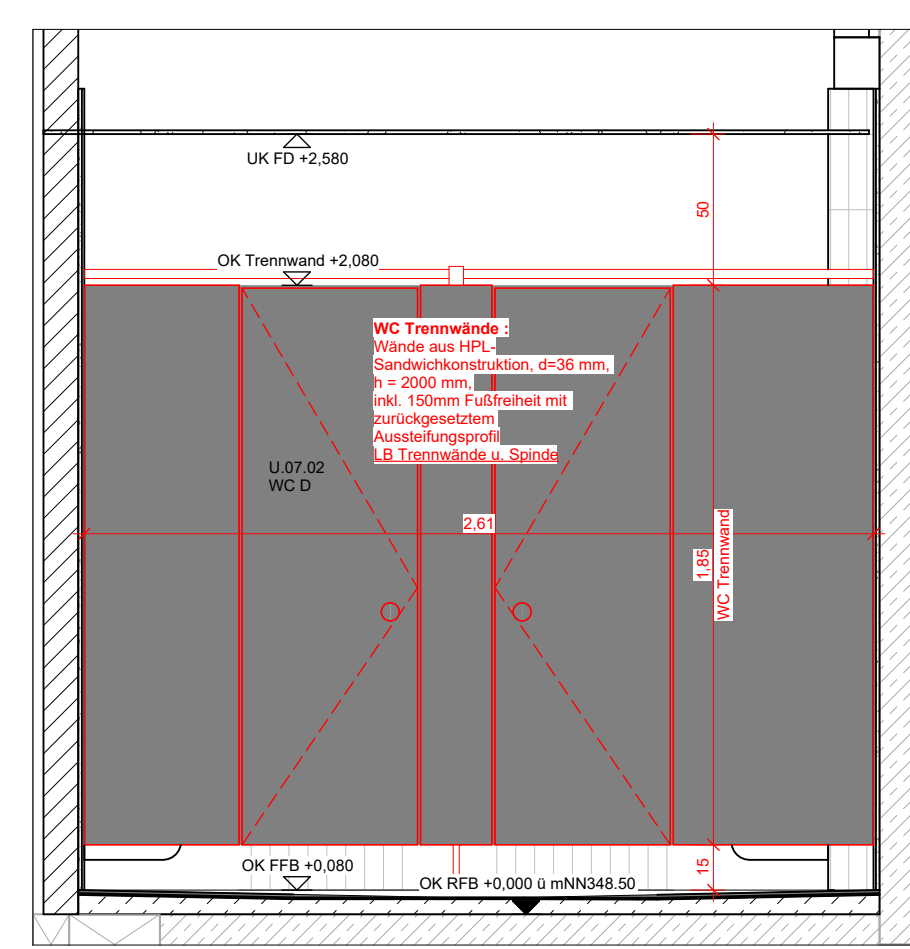 UK FD +2,580
50
OK Trennwand +2,080
WC Trennwände :
Wände aus HPL-
Sandwichkonstruktion, d=36 mm,
h = 2000 mm,
inkl. 150mm Fußfreiheit mit
zurückgesetztem
Aussteifungsprofil
LB Trennwände u. Spinde
U.07.02
WC D
2,61
1,85
WC Trennwand
15
OK FFB +0,080
OK RFB +0,000 ü mNN348.50